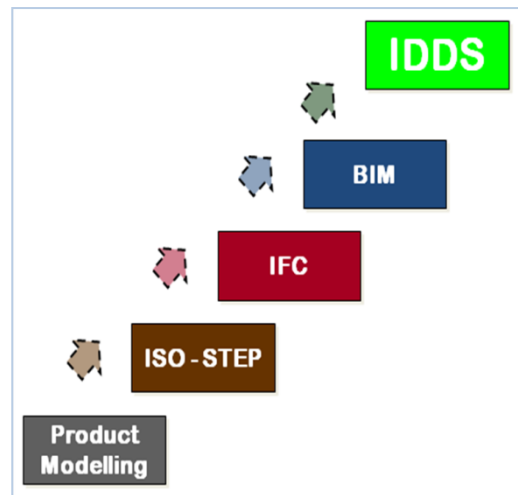 IDDS
BIM
IFC
ISO - STEP
Product
Modelling